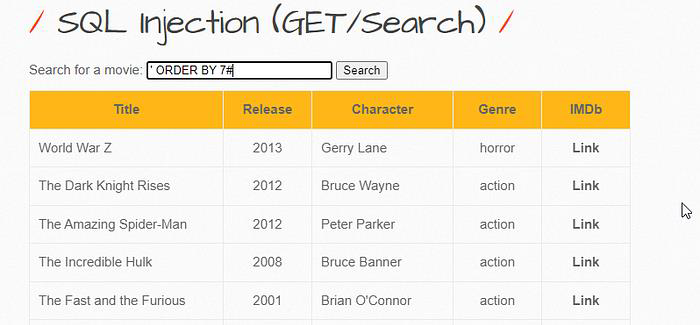 / SQL Injection (GET/Search) /
Search for a movie: ' ORDER BY 7# Search
Title Release Character Genre IMDb
World War Z 2013 Gerry Lane horror Link
The Dark Knight Rises 2012 Bruce Wayne action Link
The Amazing Spider-Man 2012 Peter Parker action Link
The Incredible Hulk 2008 Bruce Banner action Link
The Fast and the Furious 2001 Brian O'Connor action Link